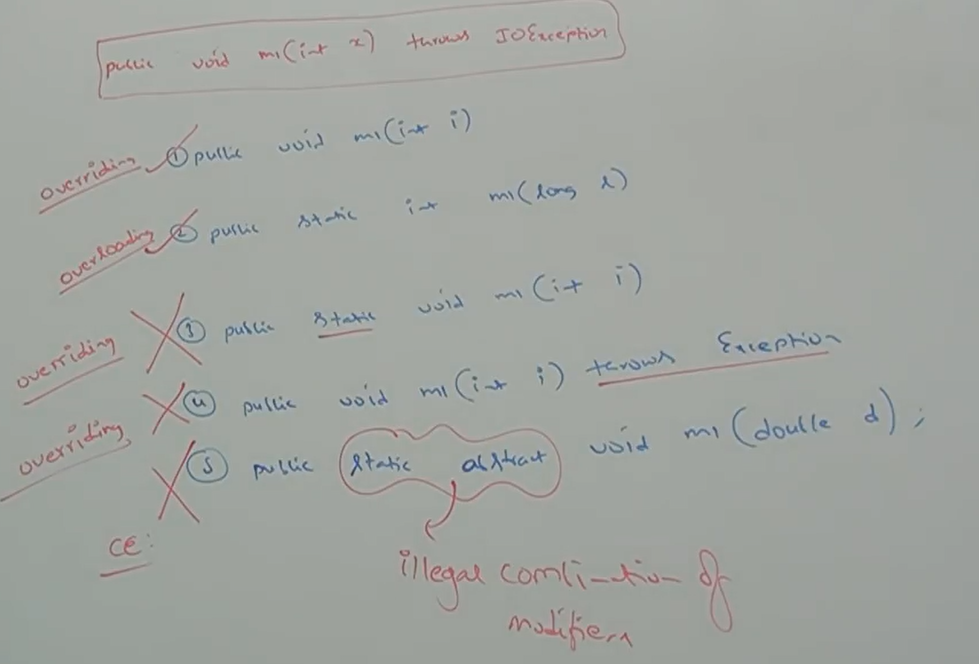 public void m1(int x) throws IOException
overriding ① public void m1(int i)
overloading ② public static int m1(long l)
overriding ③ public static void m1(int i)
overriding ④ public void m1(int i) throws Exception
⑤ public static abstract void m1(double d);
CE:
illegal combination of
modifiers